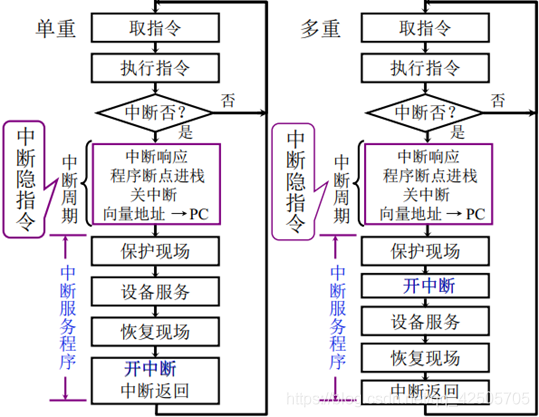 单重
取指令
执行指令
中断否？
否
是
中断隐指令
中断周期
中断响应
程序断点进栈
关中断
向量地址 → PC
中断服务程序
保护现场
设备服务
恢复现场
开中断
中断返回
多重
取指令
执行指令
中断否？
否
是
中断隐指令
中断周期
中断响应
程序断点进栈
关中断
向量地址 → PC
中断服务程序
保护现场
开中断
设备服务
恢复现场
中断返回